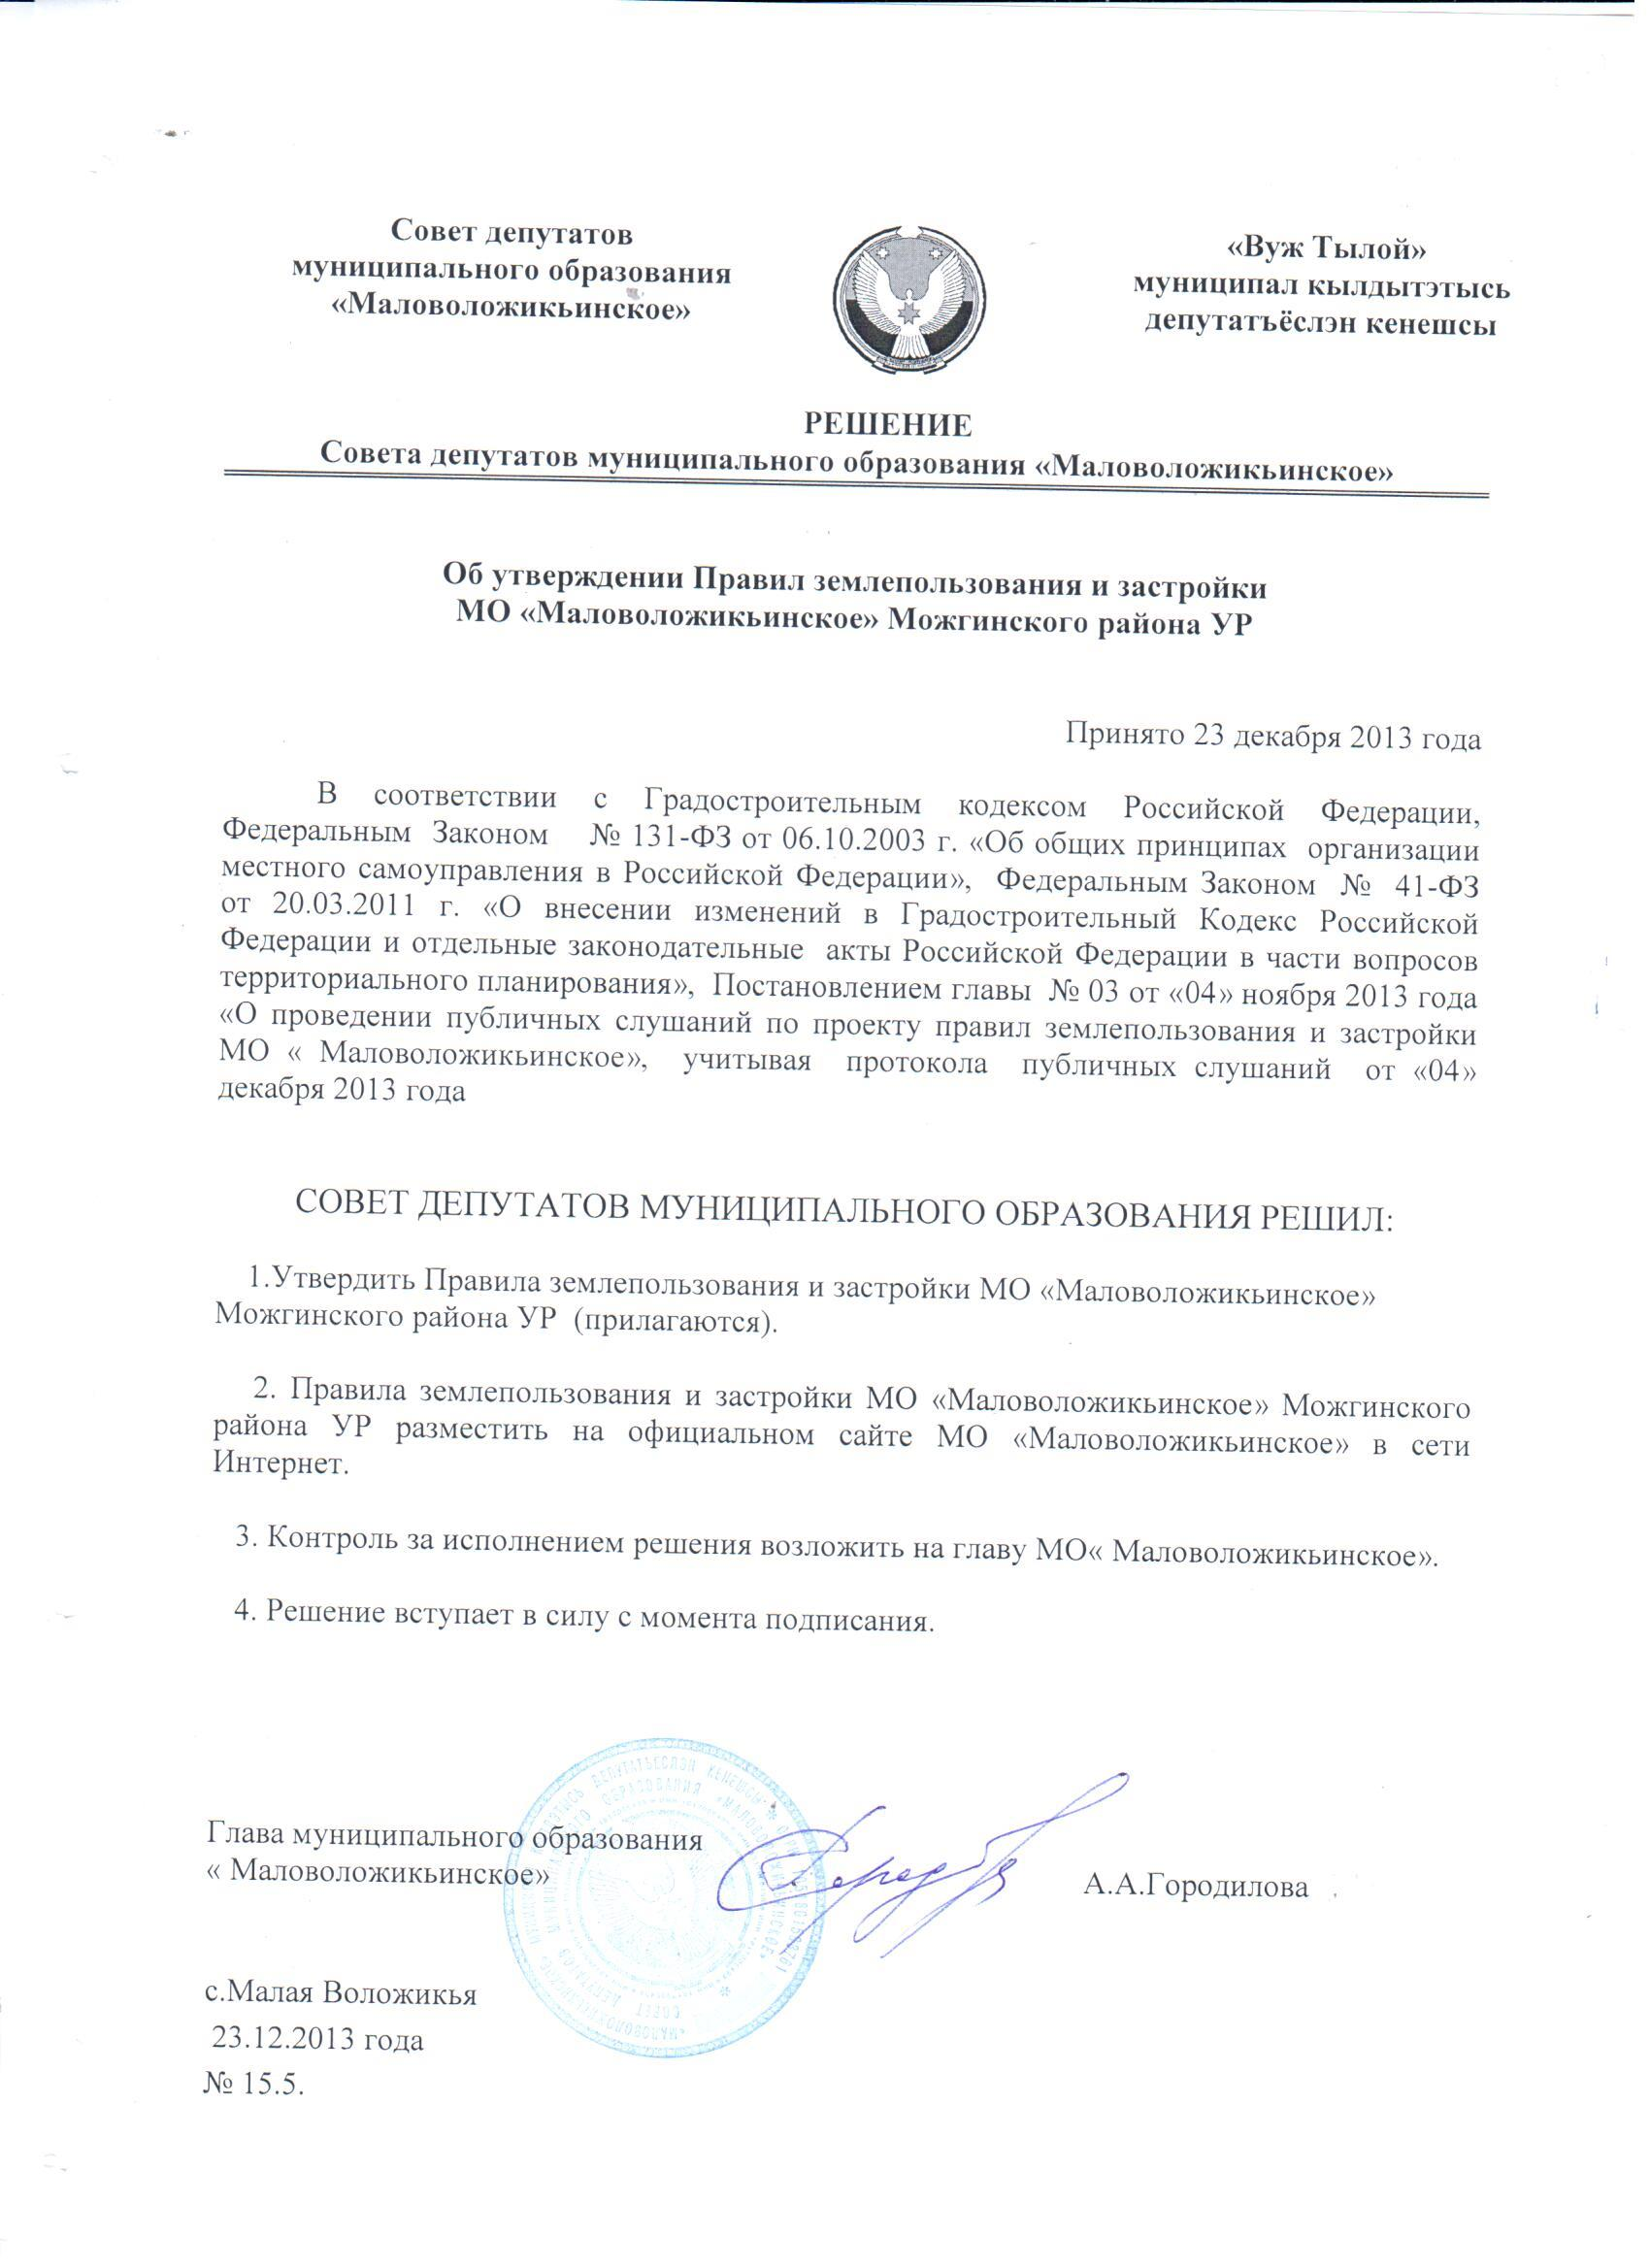 Совет депутатов
муниципального образования
«Маловоложикьинское»
«Вуж Тылой»
муниципал кылдытэтысь
депутатъёслэн кенешсы
РЕШЕНИЕ
Совета депутатов муниципального образования «Маловоложикьинское»
Об утверждении Правил землепользования и застройки
МО «Маловоложикьинское» Можгинского района УР
Принято 23 декабря 2013 года
В соответствии с Градостроительным кодексом Российской Федерации,
Федеральным Законом № 131-ФЗ от 06.10.2003 г. «Об общих принципах организации
местного самоуправления в Российской Федерации», Федеральным Законом № 41-ФЗ
от 20.03.2011 г. «О внесении изменений в Градостроительный Кодекс Российской
Федерации и отдельные законодательные акты Российской Федерации в части вопросов
территориального планирования», Постановлением главы № 03 от «04» ноября 2013 года
«О проведении публичных слушаний по проекту правил землепользования и застройки
МО « Маловоложикьинское», учитывая протокола публичных слушаний от «04»
декабря 2013 года
СОВЕТ ДЕПУТАТОВ МУНИЦИПАЛЬНОГО ОБРАЗОВАНИЯ РЕШИЛ:
1.Утвердить Правила землепользования и застройки МО «Маловоложикьинское»
Можгинского района УР (прилагаются).
2. Правила землепользования и застройки МО «Маловоложикьинское» Можгинского
района УР разместить на официальном сайте МО «Маловоложикьинское» в сети
Интернет.
3. Контроль за исполнением решения возложить на главу МО« Маловоложикьинское».
4. Решение вступает в силу с момента подписания.
Глава муниципального образования
« Маловоложикьинское»
А.А.Городилова
с.Малая Воложикья
23.12.2013 года
№ 15.5.